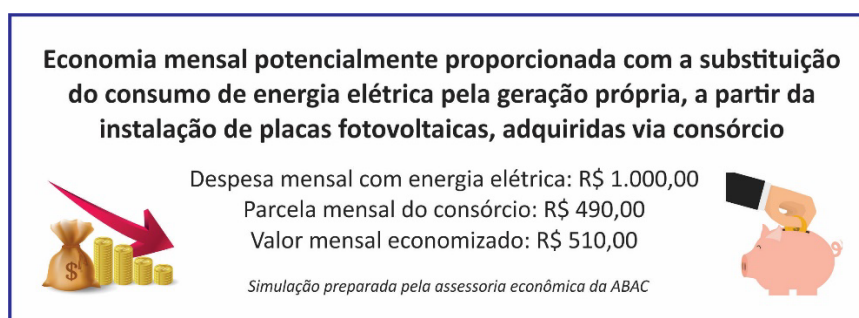 Economia mensal potencialmente proporcionada com a substituição
do consumo de energia elétrica pela geração própria, a partir da
instalação de placas fotovoltaicas, adquiridas via consórcio
Despesa mensal com energia elétrica: R$ 1.000,00
Parcela mensal do consórcio: R$ 490,00
Valor mensal economizado: R$ 510,00
$
Simulação preparada pela assessoria econômica da ABAC